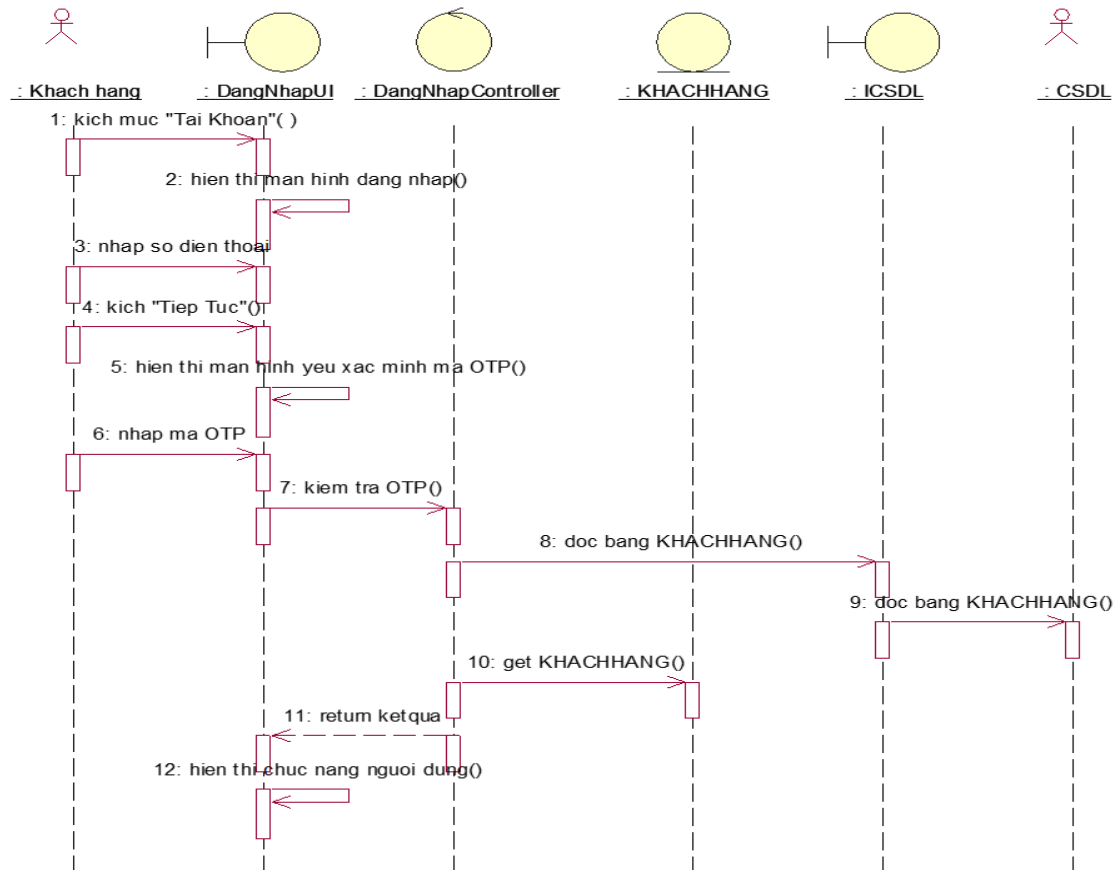 : Khach hang
: DangNhapUI
: DangNhapController
: KHACHHANG
: ICSDL
: CSDL
1: kich muc "Tai Khoan"( )
2: hien thi man hinh dang nhap()
3: nhap so dien thoai
4: kich "Tiep Tuc"()
5: hien thi man hinh yeu xac minh ma OTP()
6: nhap ma OTP
7: kiem tra OTP()
8: doc bang KHACHHANG()
9: doc bang KHACHHANG()
10: get KHACHHANG()
11: return ketqua
12: hien thi chuc nang nguoi dung()